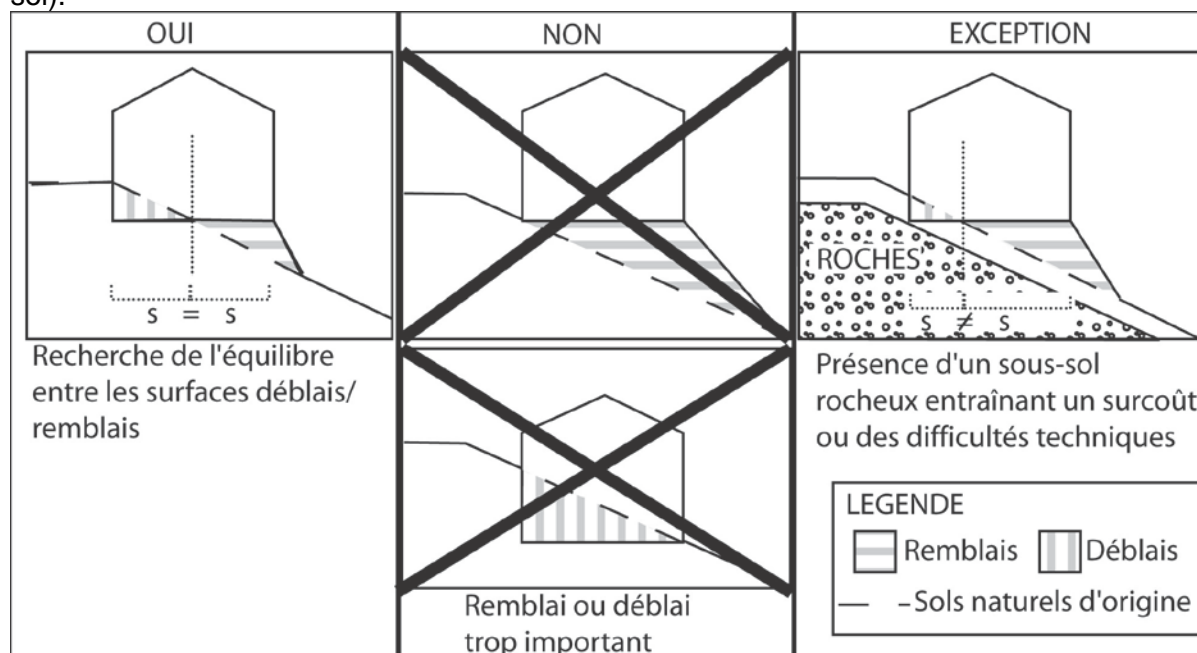 sol).
OUI
NON
EXCEPTION
s = s
ROCHES
s ≠ s
Recherche de l'équilibre
entre les surfaces déblais/
remblais
Présence d'un sous-sol
rocheux entraînant un surcoût
ou des difficultés techniques
Remblai ou déblai
trop important
LEGENDE
Remblais
Déblais
Sols naturels d'origine